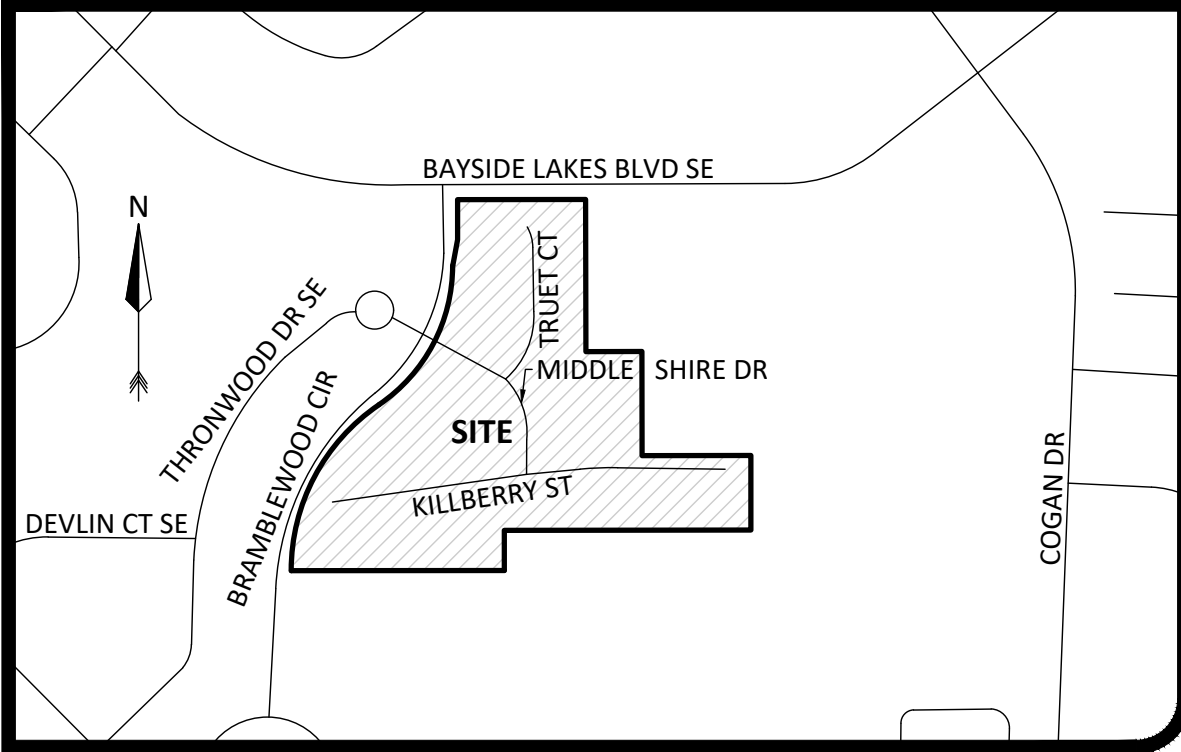 BAYSIDE LAKES BLVD SE
N
TRUET CT
THRONWOOD DR SE
MIDDLE SHIRE DR
BRAMBLEWOOD CIR
SITE
KILLBERRY ST
DEVLIN CT SE
COGAN DR